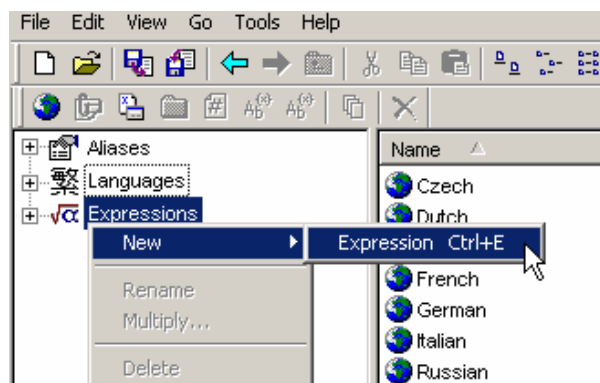 File Edit View Go Tools Help
Aliases
Languages
Expressions
New
Rename
Multiply...
Delete
Expression Ctrl+E
Name
Czech
Dutch
French
German
Italian
Russian